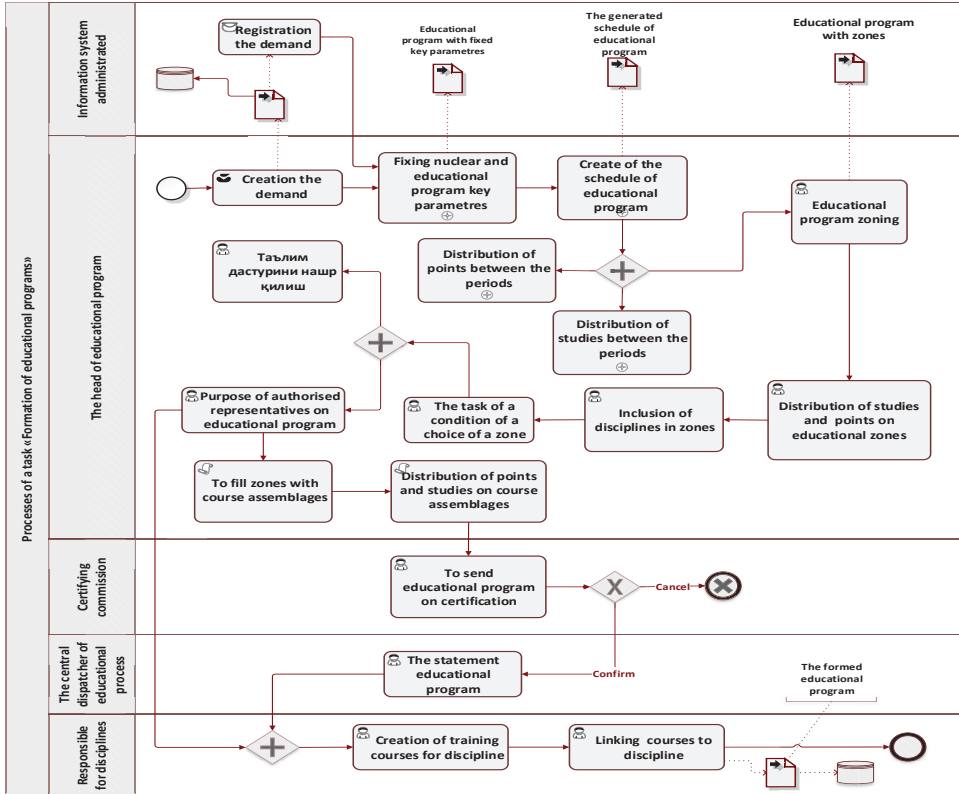 Processes of a task «Formation of educational programs»
Information system
administrated
Registration
the demand
Educational
program with fixed
key parametres
The generated
schedule of
educational
program
Educational program
with zones
The head of educational program
Creation the
demand
Fixing nuclear and
educational
program key
parametres
Create of the
schedule of
educational
program
Educational
program zoning
Таълим
дастурини нашр
қилиш
Distribution of
points between the
periods
Distribution of
studies between the
periods
Purpose of authorised
representatives on
educational program
The task of a
condition of a
choice of a zone
Inclusion of
disciplines in zones
Distribution of studies
and points on
educational zones
To fill zones with
course assemblages
Distribution of points
and studies on course
assemblages
Certifying
commission
To send
educational program
on certification
X
Cancel
The central
dispatcher of
educational
process
The statement
educational
program
Confirm
The formed
educational
program
Responsible
for disciplines
Creation of training
courses for discipline
Linking courses to
discipline